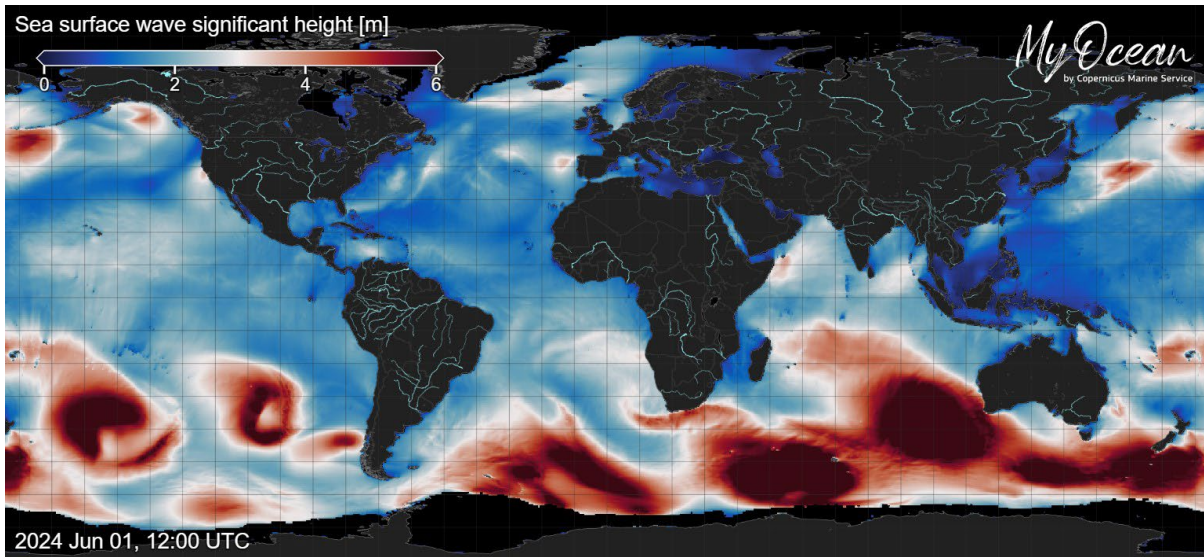 Sea surface wave significant height [m]
0 2 4 6
MyOcean
by Copernicus Marine Service
2024 Jun 01, 12:00 UTC